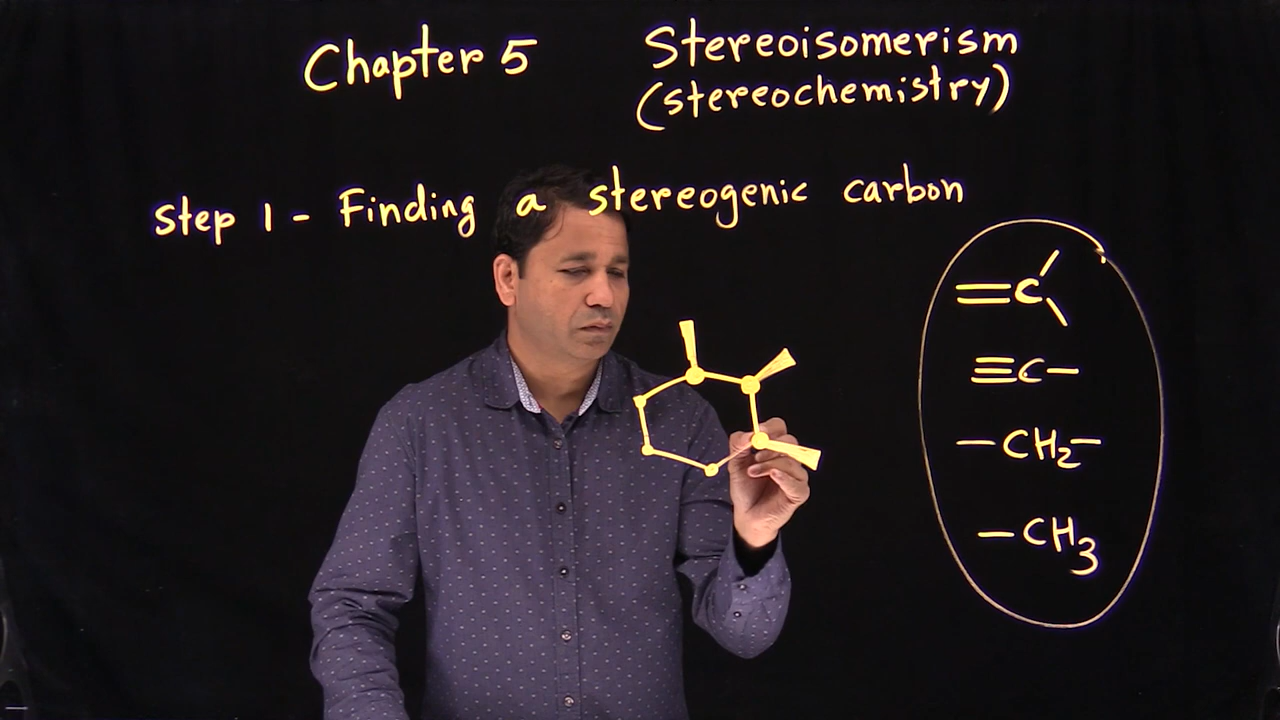 Chapter 5
Stereoisomerism
(stereochemistry)
Step 1 - Finding a stereogenic carbon
=C
≡C-
-CH₂-
-CH₃